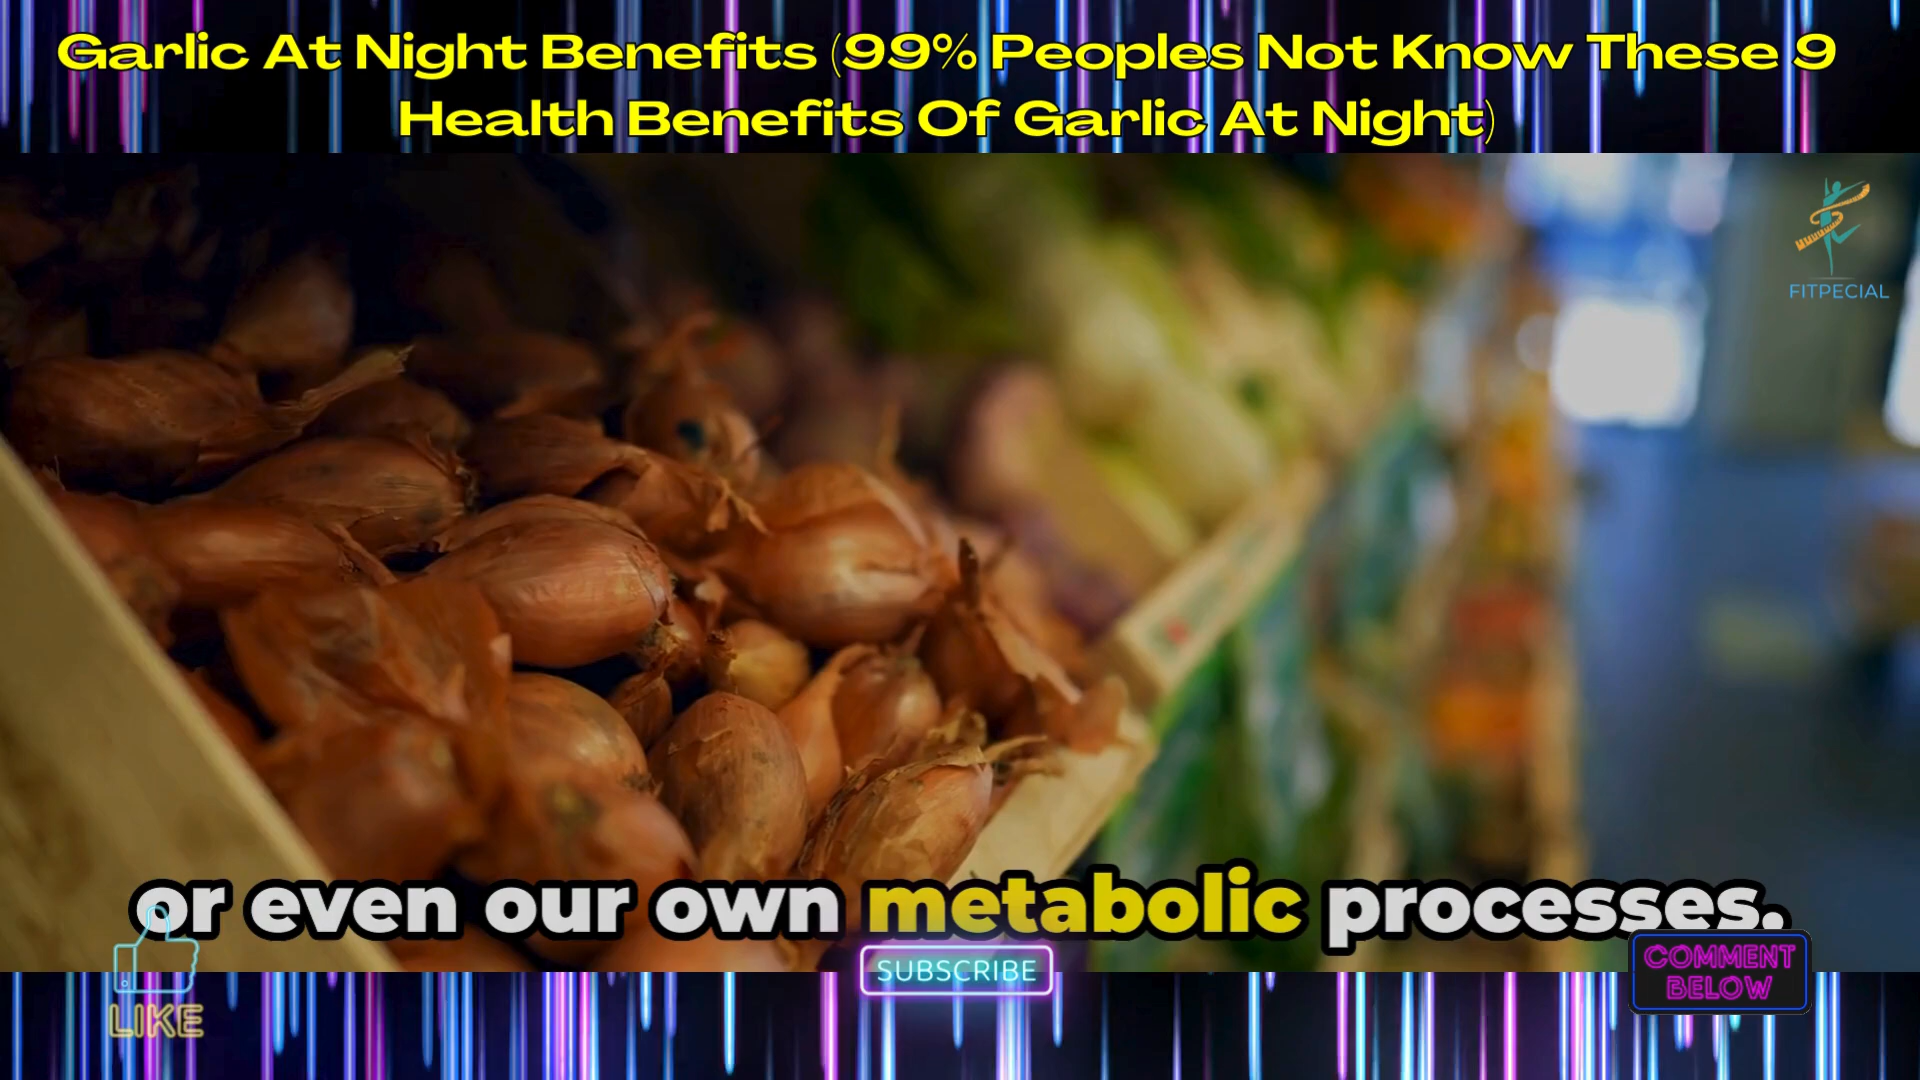 Garlic At Night Benefits (99% Peoples Not Know These 9
Health Benefits Of Garlic At Night)
FITPECIAL
or even our own metabolic processes.
LIKE
SUBSCRIBE
COMMENT
BELOW